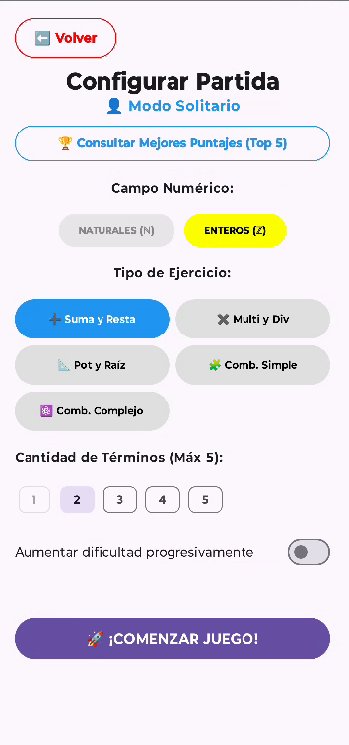 ⬅️ Volver
Configurar Partida
👤 Modo Solitario
🏆 Consultar Mejores Puntajes (Top 5)
Campo Numérico:
NATURALES (ℕ) ENTEROS (ℤ)
Tipo de Ejercicio:
➕ Suma y Resta ✖️ Multi y Div
📐 Pot y Raíz 🧩 Comb. Simple
⚛️ Comb. Complejo
Cantidad de Términos (Máx 5):
1 2 3 4 5
Aumentar dificultad progresivamente
🚀 ¡COMENZAR JUEGO!